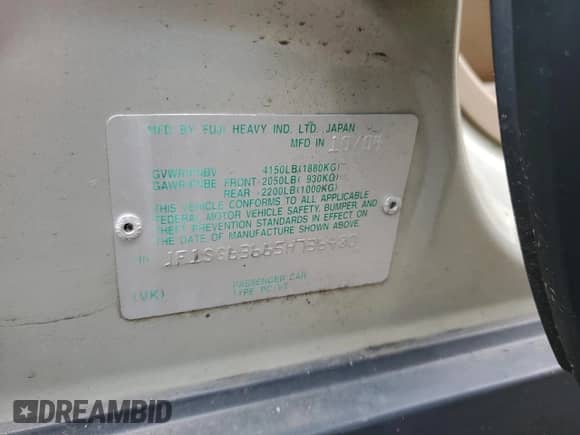 MFD BY FUJI HEAVY IND. LTD. JAPAN
MFD IN 10/04
GVWR/PNBV 4150LB(1880KG)
GAWR/PNBE FRONT-2050LB( 930KG)
REAR -2200LB(1000KG)
THIS VEHICLE CONFORMS TO ALL APPLICABLE
FEDERAL MOTOR VEHICLE SAFETY, BUMPER, AND
THEFT PREVENTION STANDARDS IN EFFECT ON
THE DATE OF MANUFACTURE SHOWN ABOVE.
PASSENGER CAR
(VK) TYPE
DREAMBID